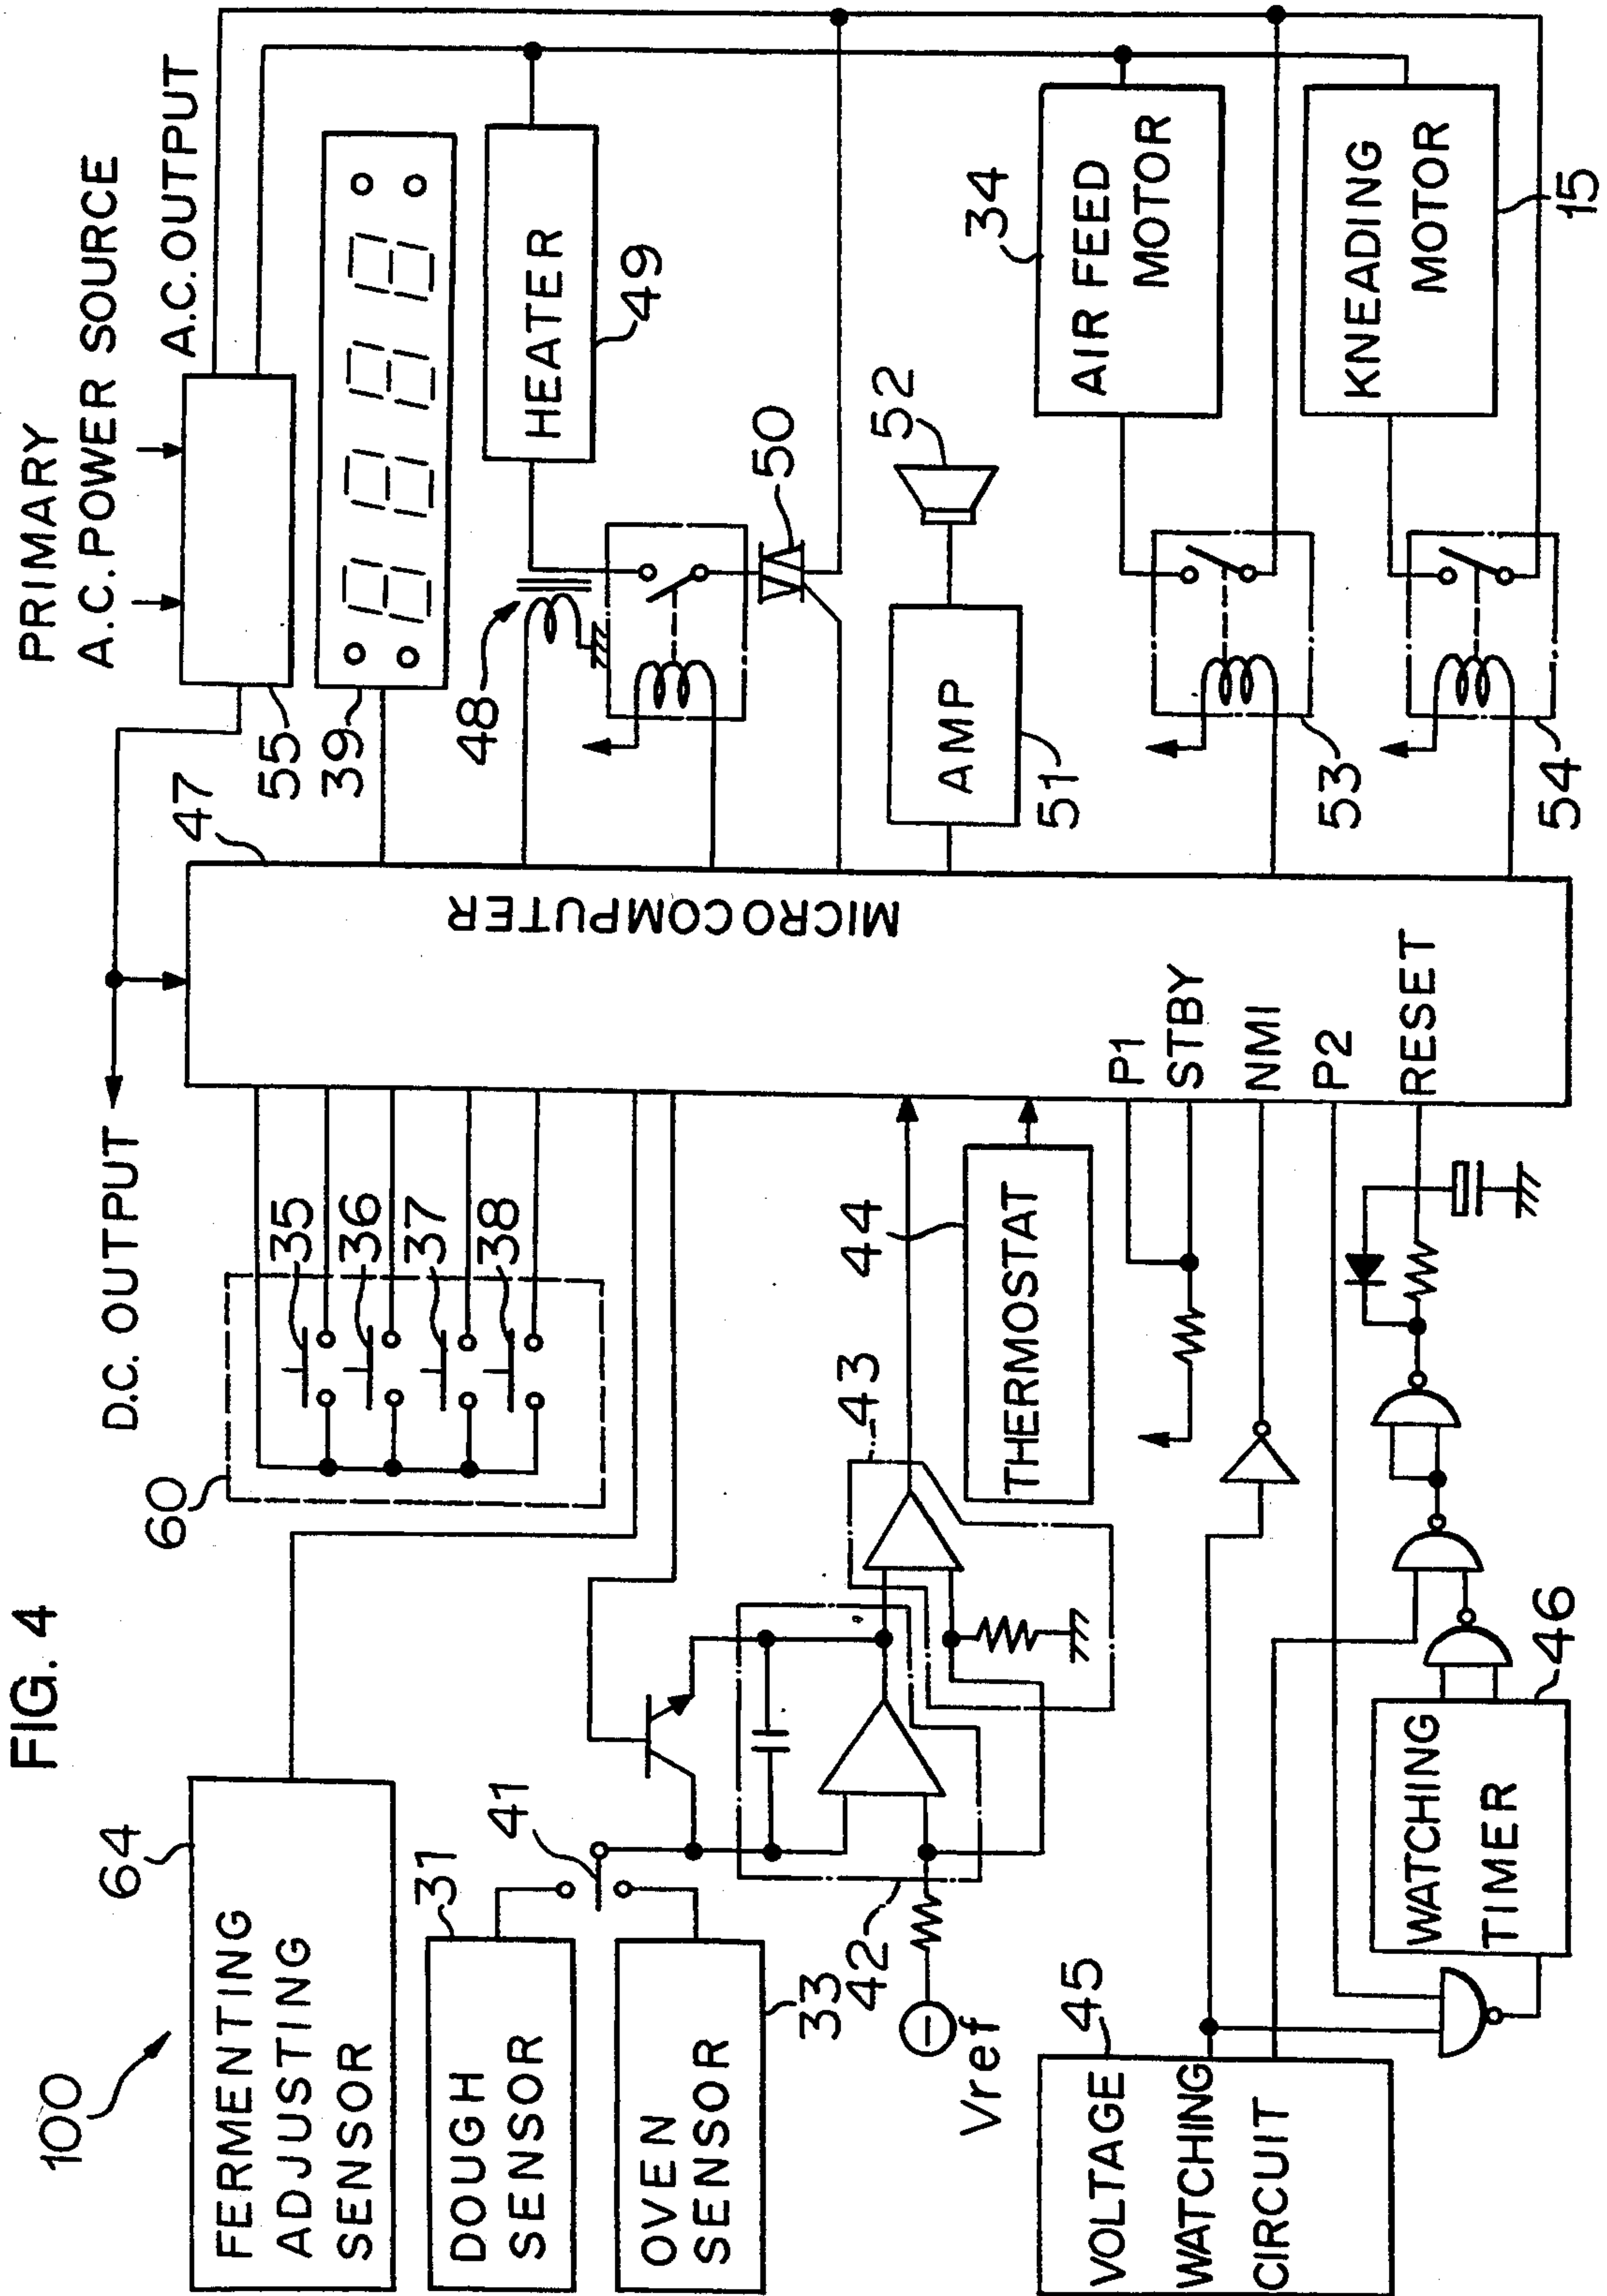 FIG. 4
100
64
FERMENTING
ADJUSTING
SENSOR
31
DOUGH
SENSOR
41
33
OVEN
SENSOR
42
Vref
45
VOLTAGE
WATCHING
CIRCUIT
46
WATCHING
TIMER
60
35
36
37
38
D.C. OUTPUT
43
44
THERMOSTAT
47
MICROCOMPUTER
P1
STBY
NMI
P2
RESET
PRIMARY
A.C. POWER SOURCE
A.C. OUTPUT
55
39
48
HEATER
49
50
52
AMP
51
34
AIR FEED
MOTOR
53
KNEADING
MOTOR
15
54